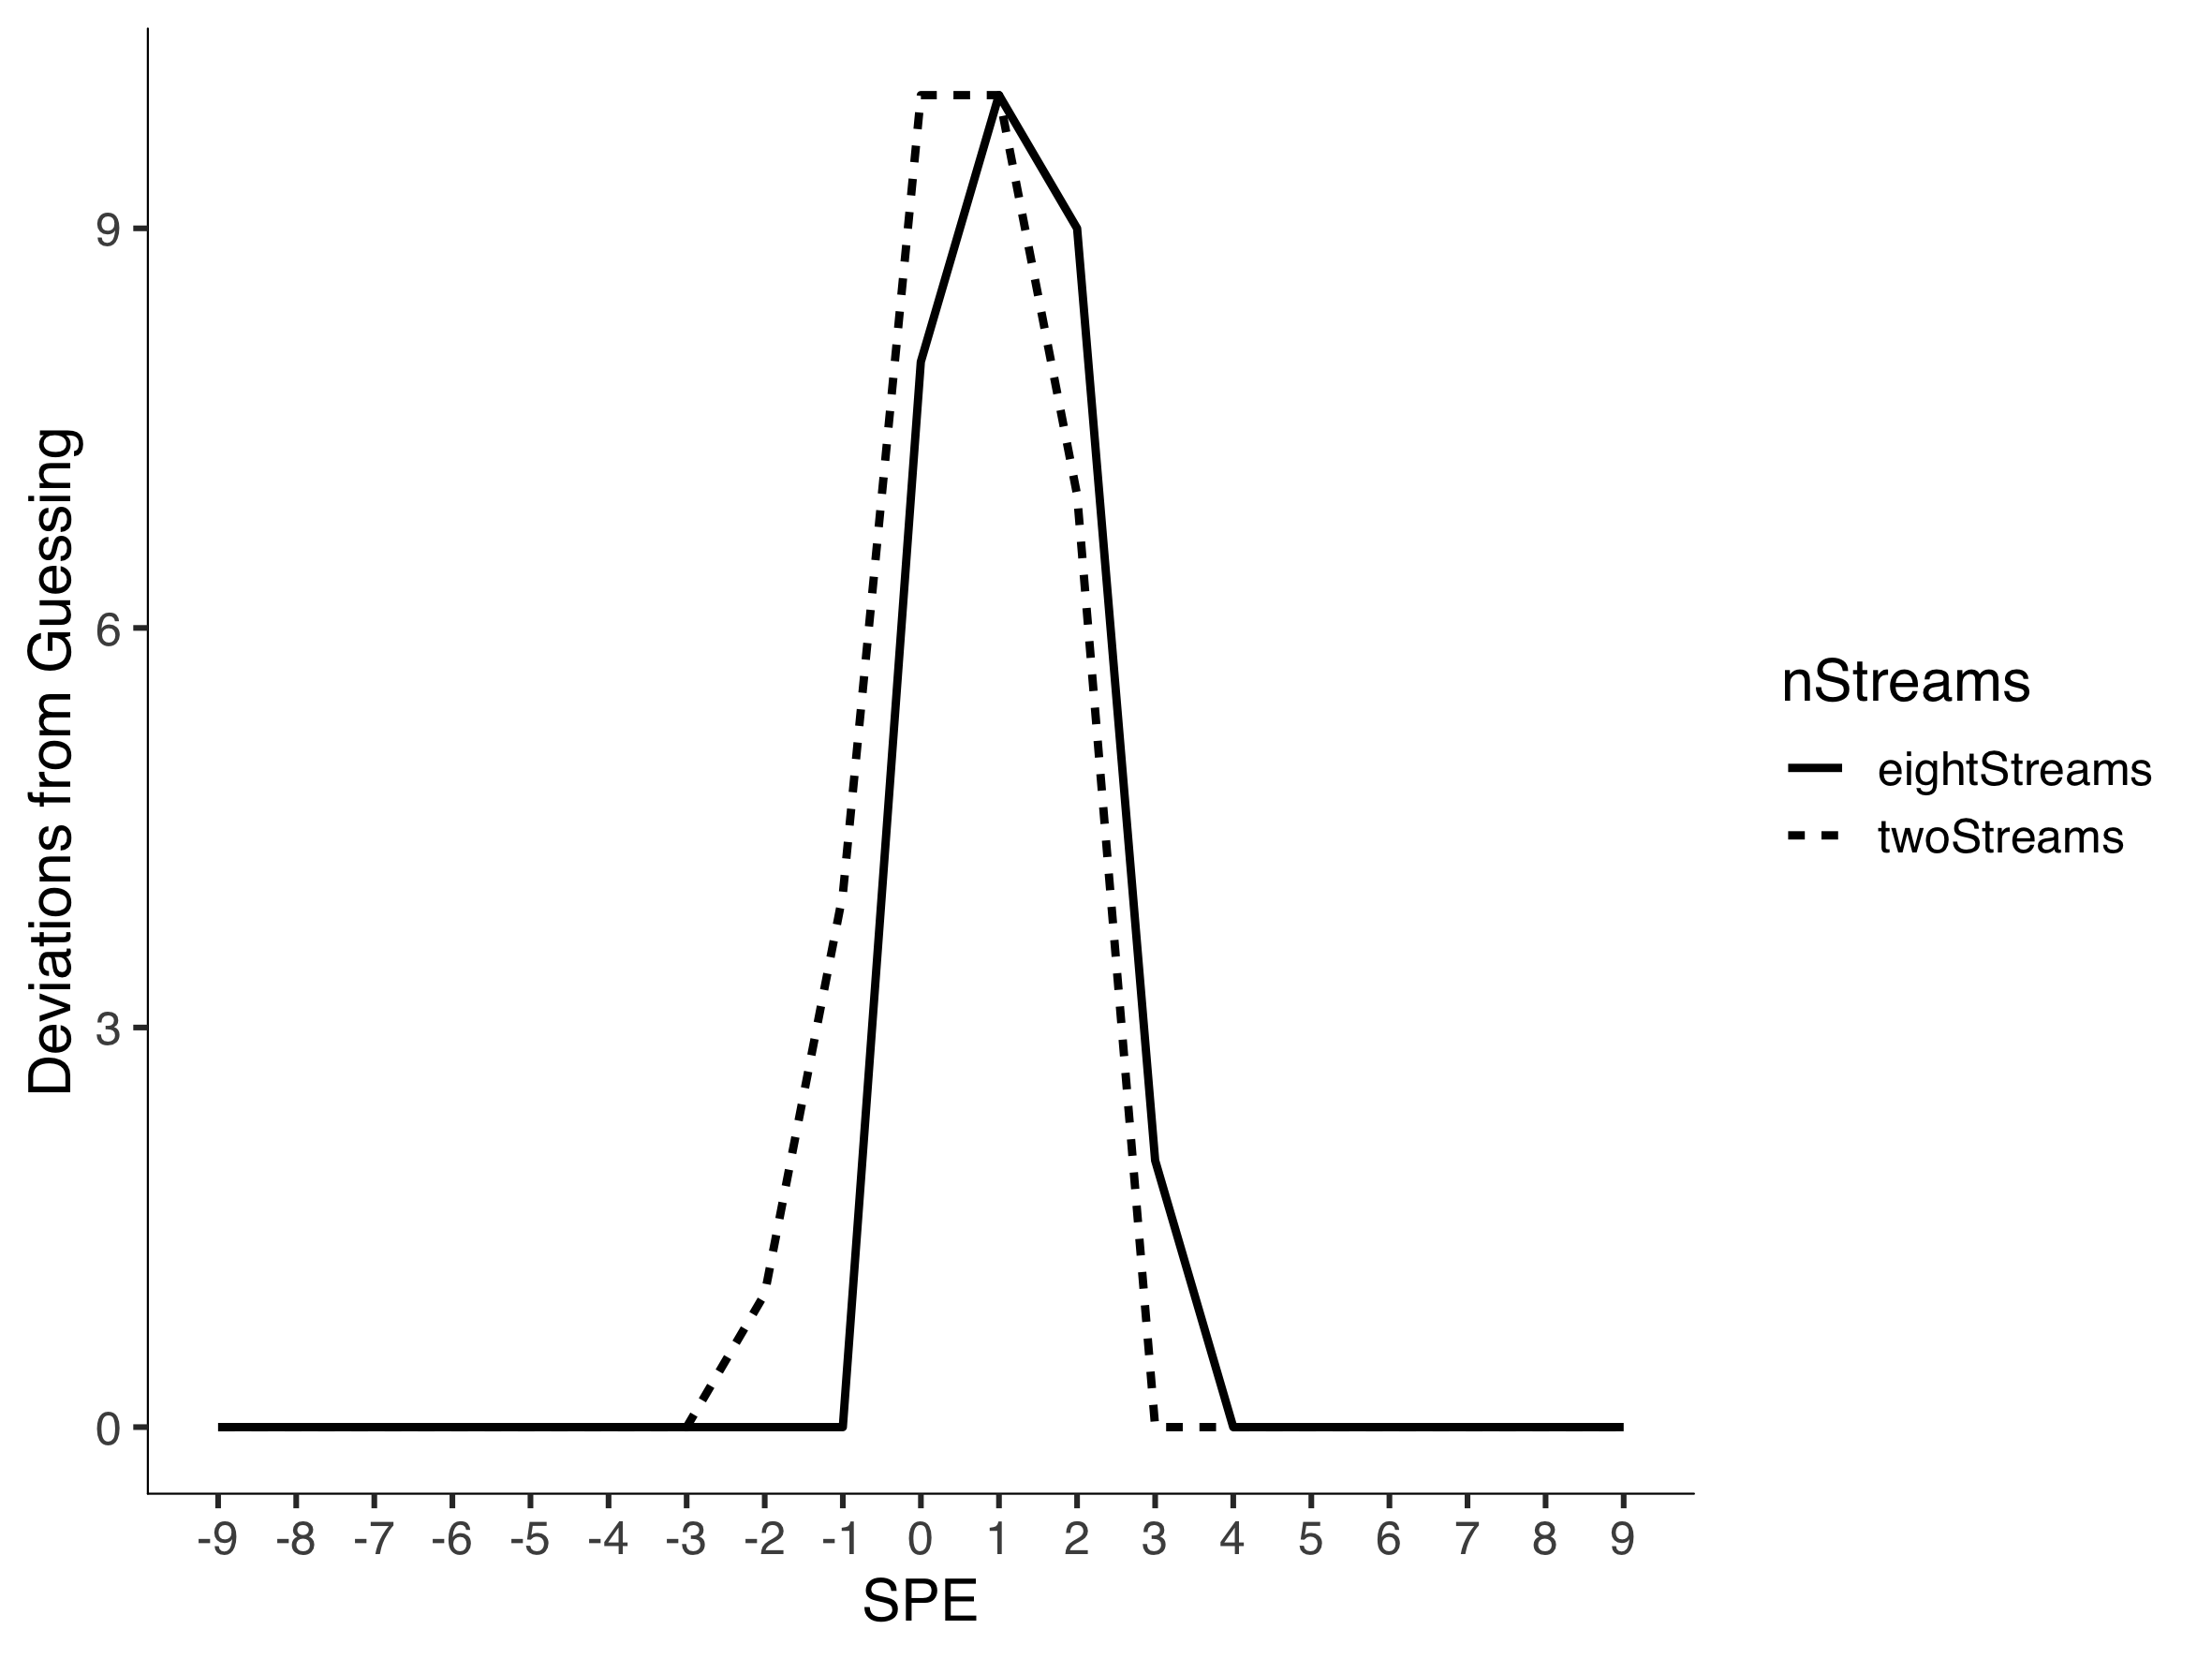 Deviations from Guessing
9
6
3
0
-9 -8 -7 -6 -5 -4 -3 -2 -1 0 1 2 3 4 5 6 7 8 9
SPE
nStreams
eightStreams
twoStreams